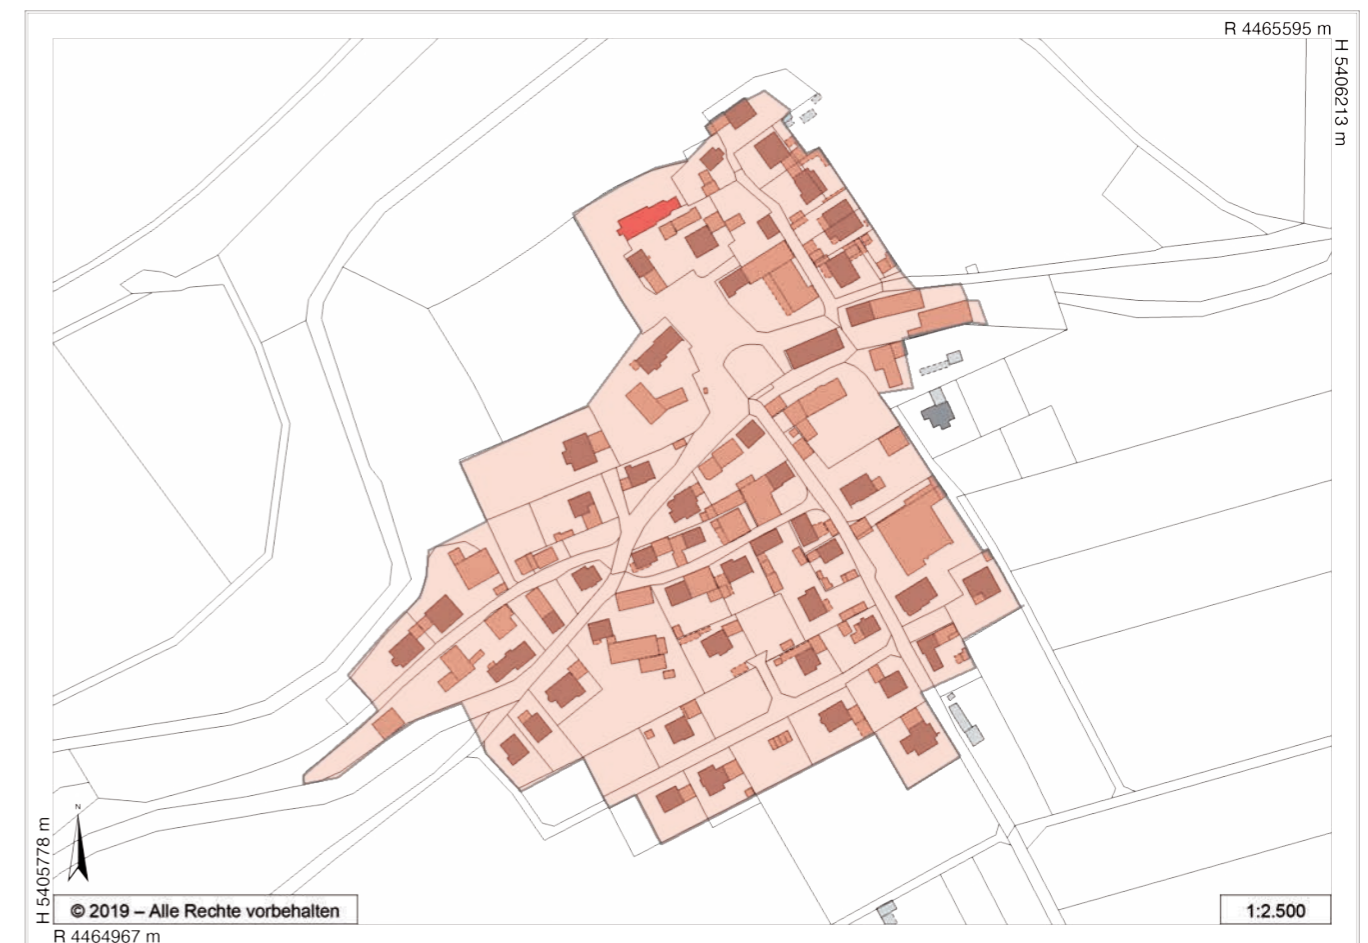 R 4465595 m
H 5406213 m
N
H 5405778 m
© 2019 – Alle Rechte vorbehalten
1:2.500
R 4464967 m